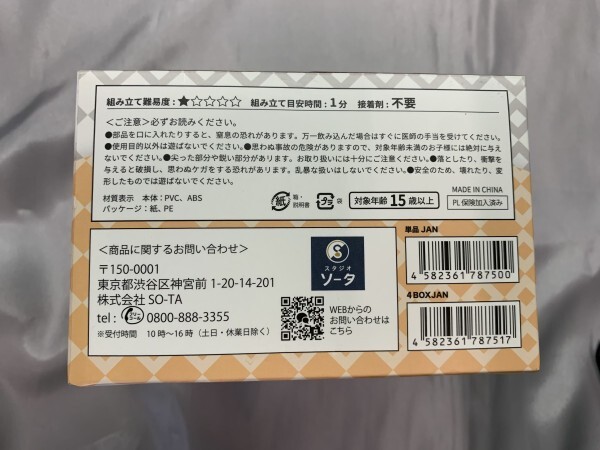 組み立て難易度：★☆☆☆☆ 組み立て目安時間：1分 接着剤：不要
＜ご注意＞必ずお読みください。
●部品を口に入れたりすると、窒息の恐れがあります。万一飲み込んだ場合はすぐに医師の手当を受けてください。
●使用目的以外は遊ばないでください。●思わぬ事故の危険がありますので、対象年齢未満のお子様には絶対に与え
ないでください。●尖った部分や鋭い部分があります。お取り扱いには十分にご注意ください。●落としたり、衝撃
を与えると破損し、思わぬケガをする恐れがあります。乱暴な扱いはしないでください。●安全のため、壊れたり、変
形したものでは遊ばないでください。
材質表示 本体：PVC、ABS
パッケージ：紙、PE
紙 箱・説明書
プラ 袋
対象年齢15歳以上
MADE IN CHINA
PL保険加入済み
＜商品に関するお問い合わせ＞
〒150-0001
東京都渋谷区神宮前 1-20-14-201
株式会社 SO-TA
tel： 0800-888-3355
※受付時間 10時～16時（土日・休業日除く）
S
スタジオ
ソータ
WEBからの
お問い合わせは
こちら
単品 JAN
4 582361 787500
4BOXJAN
4 582361 787517